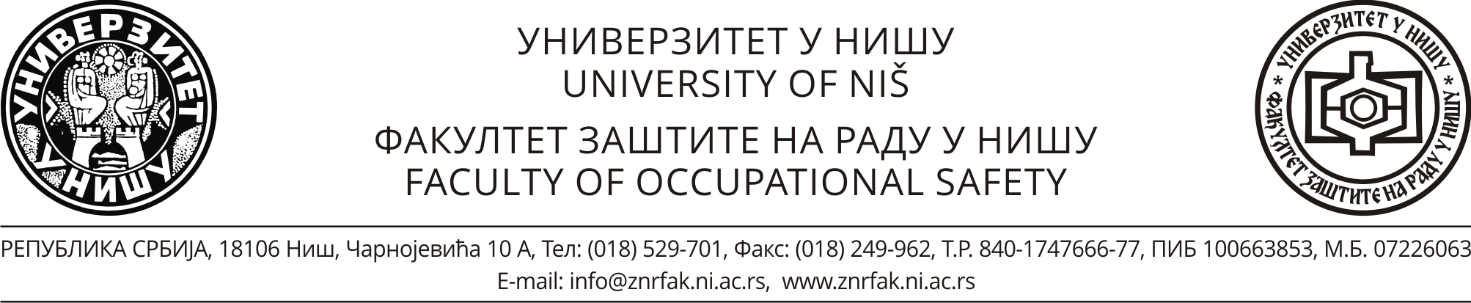 УНИВЕРЗИТЕТ У НИШУ
УНИВЕРЗИТЕТ У НИШУ
UNIVERSITY OF NIŠ
ФАКУЛТЕТ ЗАШТИТЕ НА РАДУ У НИШУ
FACULTY OF OCCUPATIONAL SAFETY
* УНИВЕРЗИТЕТ У НИШУ *
ФАКУЛТЕТ ЗАШТИТЕ НА РАДУ У НИШУ
РЕПУБЛИКА СРБИЈА, 18106 Ниш, Чарнојевића 10 А, Тел: (018) 529-701, Факс: (018) 249-962, Т.Р. 840-1747666-77, ПИБ 100663853, М.Б. 07226063
E-mail: info@znrfak.ni.ac.rs, www.znrfak.ni.ac.rs